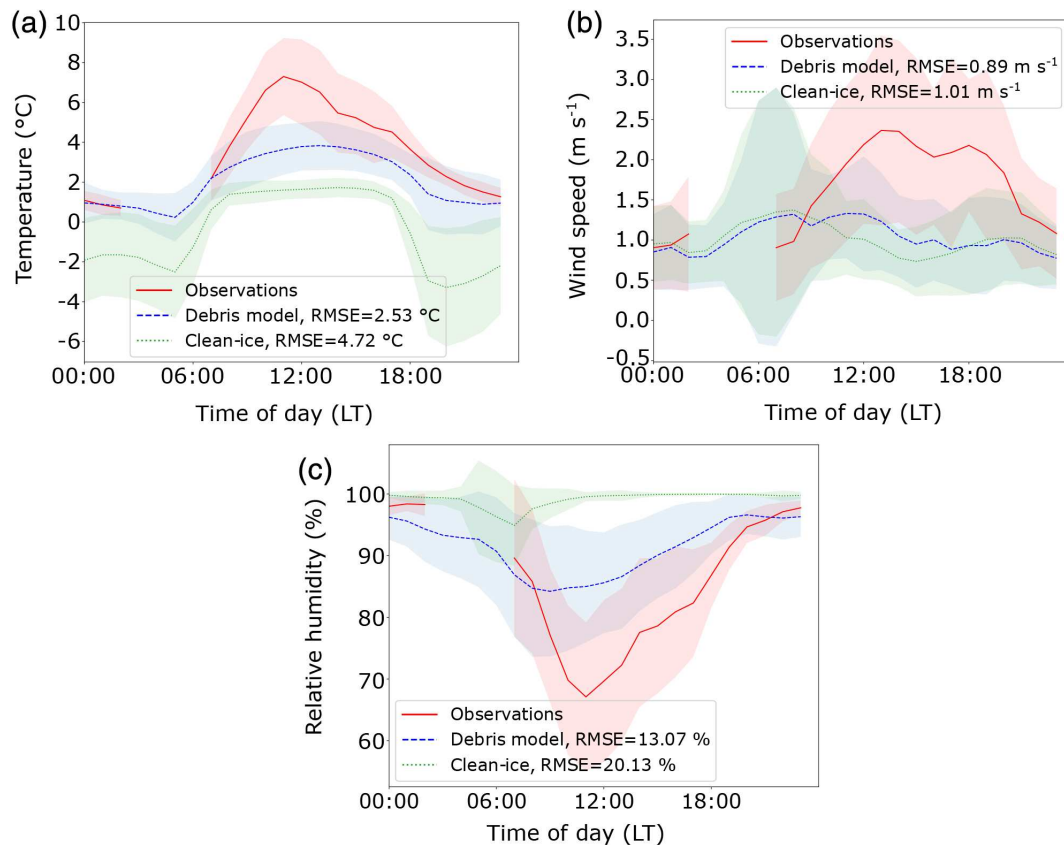 (a)
10
8
6
4
2
0
-2
-4
-6
Temperature (°C)
Observations
Debris model, RMSE=2.53 °C
Clean-ice, RMSE=4.72 °C
00:00 06:00 12:00 18:00
Time of day (LT)
(b)
3.5
3.0
2.5
2.0
1.5
1.0
0.5
0.0
-0.5
Wind speed (m s⁻¹)
Observations
Debris model, RMSE=0.89 m s⁻¹
Clean-ice, RMSE=1.01 m s⁻¹
00:00 06:00 12:00 18:00
Time of day (LT)
(c)
100
90
80
70
60
Relative humidity (%)
Observations
Debris model, RMSE=13.07 %
Clean-ice, RMSE=20.13 %
00:00 06:00 12:00 18:00
Time of day (LT)